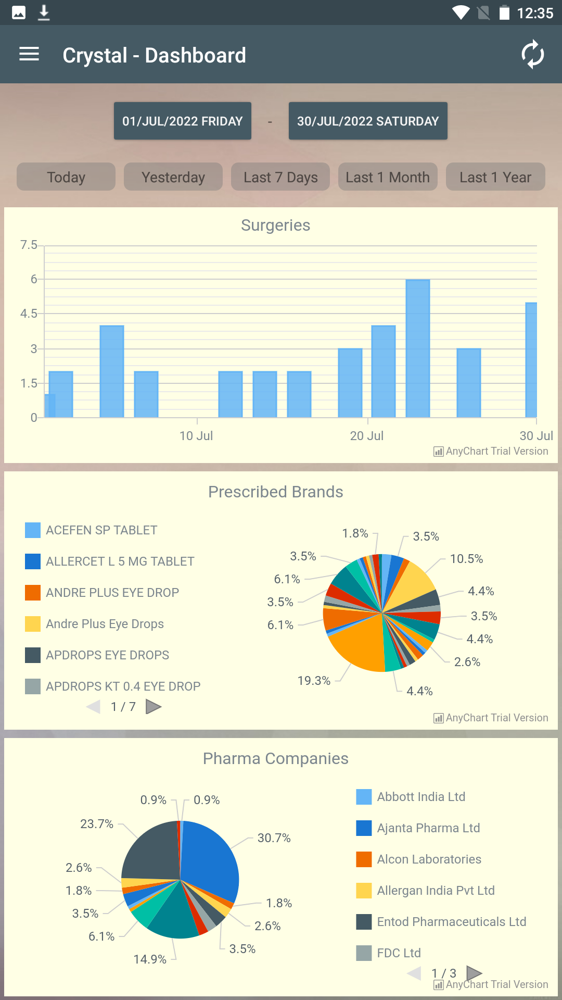 12:35
Crystal - Dashboard
01/JUL/2022 FRIDAY - 30/JUL/2022 SATURDAY
Today Yesterday Last 7 Days Last 1 Month Last 1 Year
Surgeries
7.5
6
4.5
3
1.5
0
10 Jul 20 Jul 30 Jul
AnyChart Trial Version
Prescribed Brands
ACEFEN SP TABLET
ALLERCET L 5 MG TABLET
ANDRE PLUS EYE DROP
Andre Plus Eye Drops
APDROPS EYE DROPS
APDROPS KT 0.4 EYE DROP
1 / 7
1.8% 3.5%
3.5% 10.5%
6.1% 4.4%
3.5% 3.5%
6.1% 4.4%
19.3% 2.6%
4.4%
AnyChart Trial Version
Pharma Companies
0.9% 0.9%
23.7% 30.7%
2.6% 1.8%
1.8% 2.6%
3.5% 3.5%
6.1%
14.9%
Abbott India Ltd
Ajanta Pharma Ltd
Alcon Laboratories
Allergan India Pvt Ltd
Entod Pharmaceuticals Ltd
FDC Ltd
1 / 3
AnyChart Trial Version